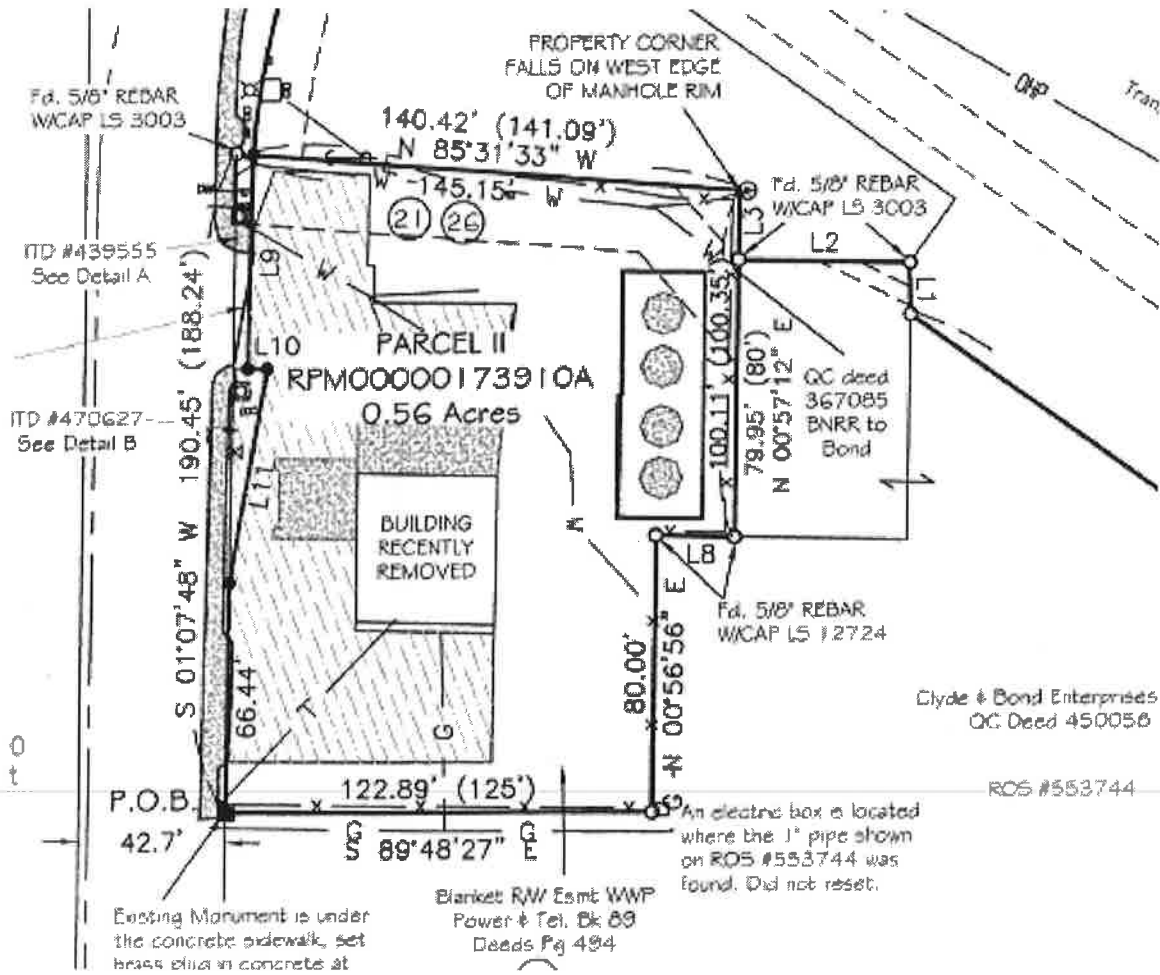 PROPERTY CORNER
FALLS ON WEST EDGE
OF MANHOLE RIM
OHP
Fd. 5/8" REBAR
W/CAP LS 3003
140.42' (141.09')
N 85°31'33" W
145.15'
W
W
21
26
Fd. 5/8" REBAR
W/CAP LS 3003
L3
L2
L1
ITD #439555
See Detail A
L9
W
L10
PARCEL II
RPM00000173910A
0.56 Acres
ITD #470627
See Detail B
S 01°07'48" W 190.45' (188.24')
L11
100.11' (100.35')
79.95' (80')
N 00°57'12" E
QC deed
367085
BNRR to
Bond
BUILDING
RECENTLY
REMOVED
L8
Fd. 5/8" REBAR
W/CAP LS 12724
80.00'
N 00°56'56" E
66.44'
T
G
Clyde & Bond Enterprises
QC Deed 450056
0
t
ROS #553744
P.O.B.
42.7'
122.89' (125')
G
G
G
S 89°48'27" E
An electric box is located
where the 1" pipe shown
on ROS #553744 was
found. Did not reset.
Blanket R/W Esmt WWP
Power & Tel. Bk 89
Deeds Pg 494
Existing Monument is under
the concrete sidewalk, set
brass plug in concrete at